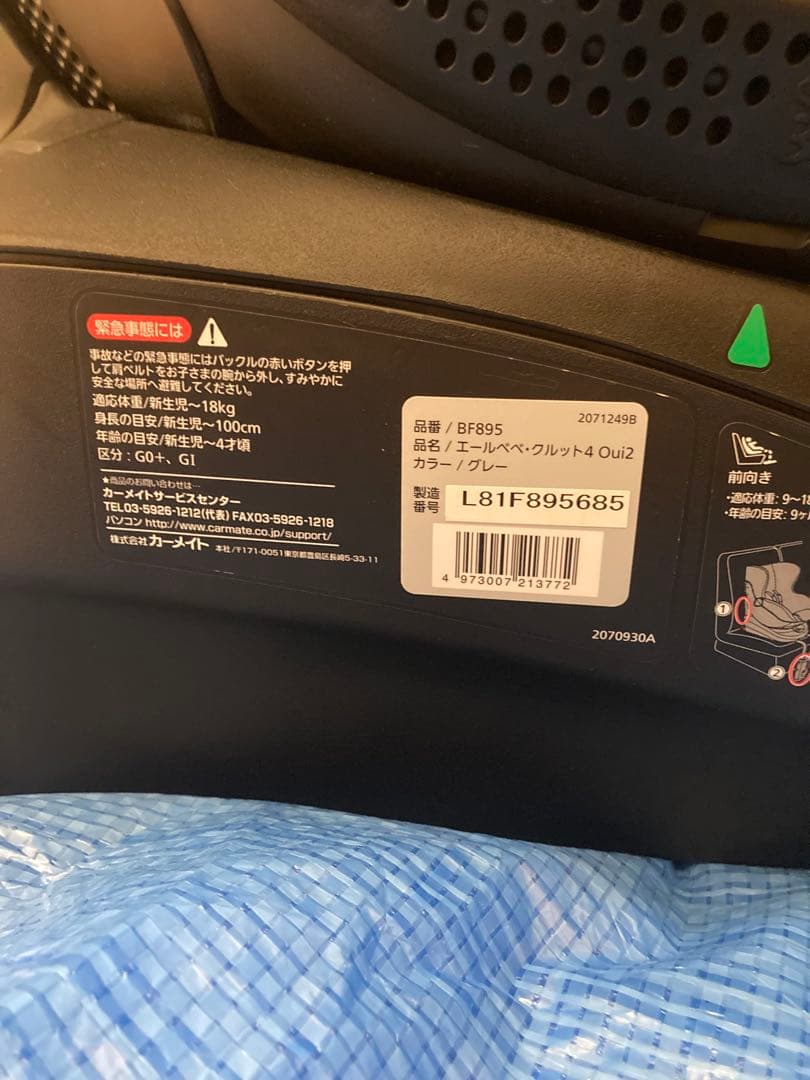 緊急事態には
事故などの緊急事態にはバックルの赤いボタンを押
して肩ベルトをお子さまの腕から外し、すみやかに
安全な場所へ避難してください。
適応体重/新生児〜18kg
身長の目安/新生児〜100cm
年齢の目安/新生児〜4才頃
区分：G0＋、GI
★商品のお問い合わせは…
カーメイトサービスセンター
TEL03-5926-1212(代表) FAX03-5926-1218
パソコン http://www.carmate.co.jp/support/
株式会社 カーメイト 本社/〒171-0051東京都豊島区長崎5-33-11
2071249B
品番 / BF895
品名 / エールベベ・クルット4 Oui2
カラー / グレー
製造番号 L81F895685
4 973007 213772
2070930A
前向き
・適応体重：9〜18
・年齢の目安：9ヶ月
1
2